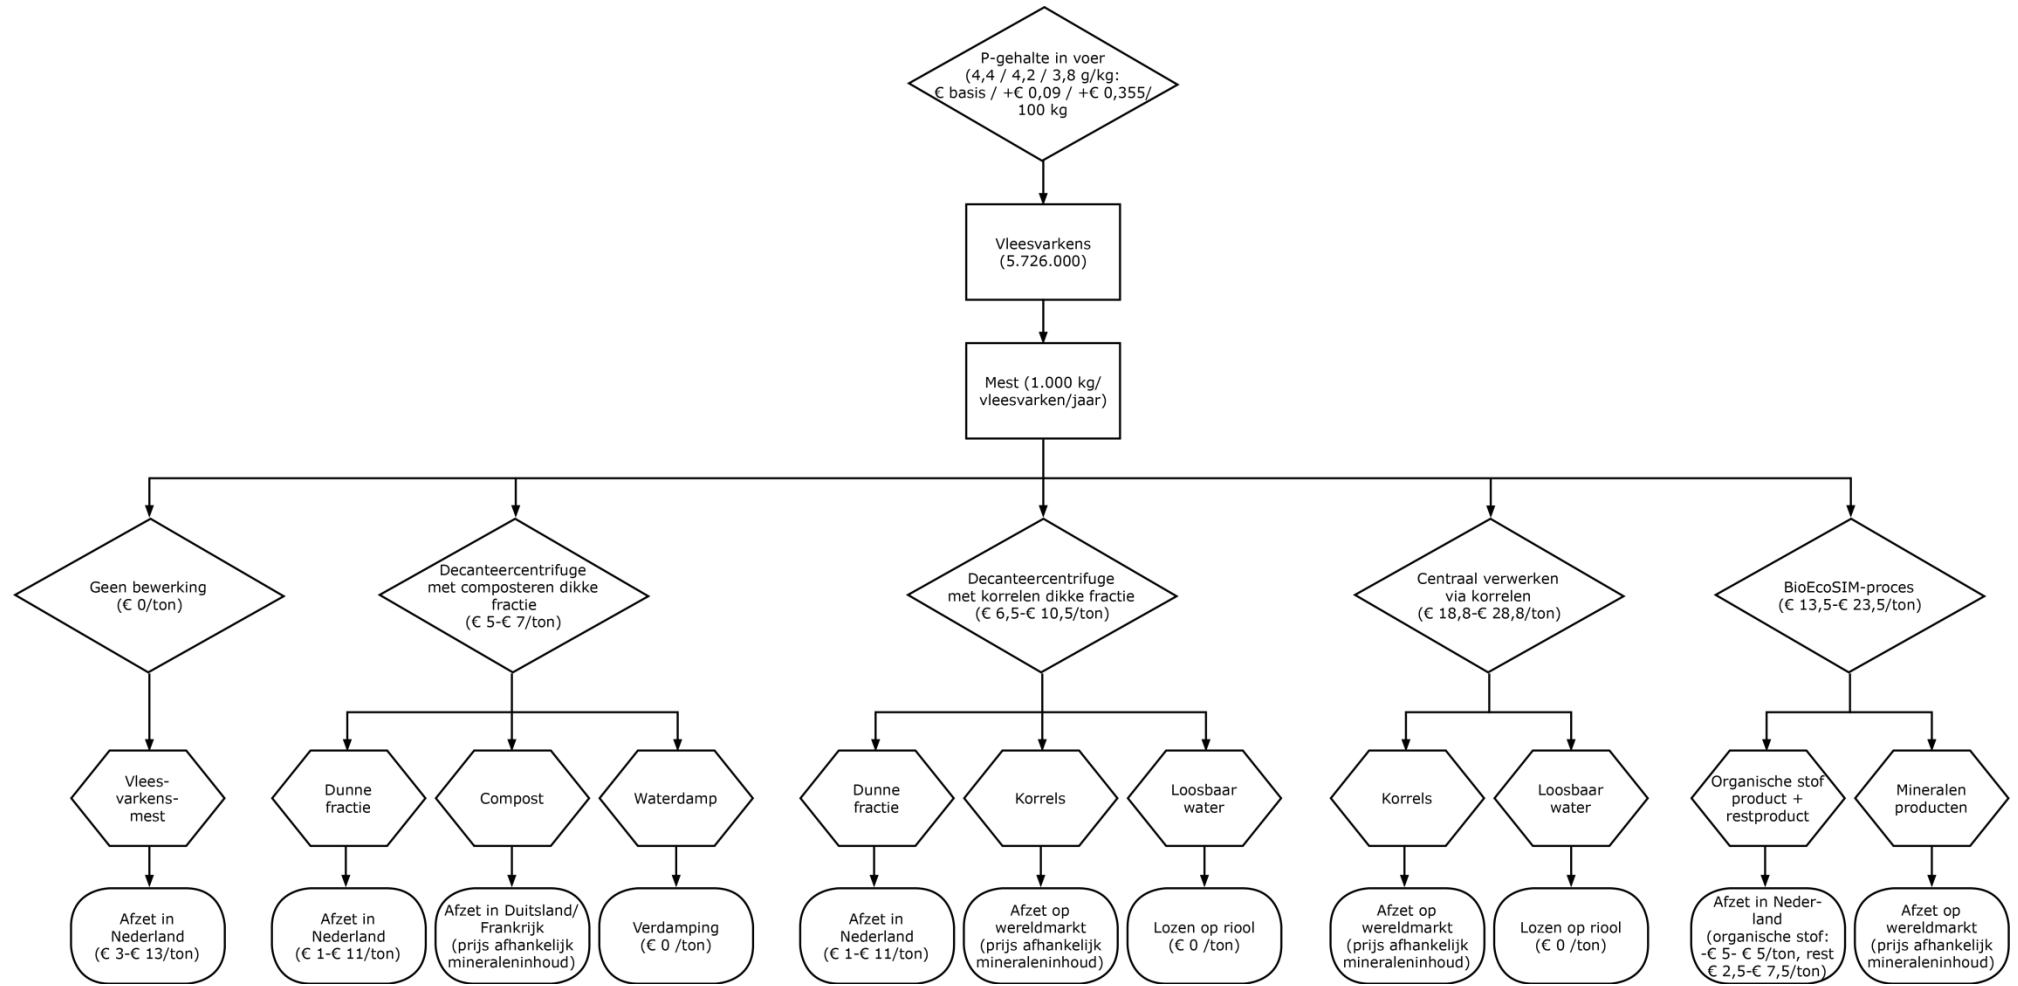 P-gehalte in voer
(4,4 / 4,2 / 3,8 g/kg:
€ basis / +€ 0,09 / +€ 0,355/
100 kg
Vleesvarkens
(5.726.000)
Mest (1.000 kg/
vleesvarken/jaar)
Geen bewerking
(€ 0/ton)
Decanteercentrifuge
met composteren dikke
fractie
(€ 5-€ 7/ton)
Decanteercentrifuge
met korrelen dikke fractie
(€ 6,5-€ 10,5/ton)
Centraal verwerken
via korrelen
(€ 18,8-€ 28,8/ton)
BioEcoSIM-proces
(€ 13,5-€ 23,5/ton)
Vlees-
varkens-
mest
Dunne
fractie
Compost
Waterdamp
Dunne
fractie
Korrels
Loosbaar
water
Korrels
Loosbaar
water
Organische stof
product +
restproduct
Mineralen
producten
Afzet in
Nederland
(€ 3-€ 13/ton)
Afzet in
Nederland
(€ 1-€ 11/ton)
Afzet in Duitsland/
Frankrijk
(prijs afhankelijk
mineraleninhoud)
Verdamping
(€ 0 /ton)
Afzet in
Nederland
(€ 1-€ 11/ton)
Afzet op
wereldmarkt
(prijs afhankelijk
mineraleninhoud)
Lozen op riool
(€ 0 /ton)
Afzet op
wereldmarkt
(prijs afhankelijk
mineraleninhoud)
Lozen op riool
(€ 0 /ton)
Afzet in Neder-
land
(organische stof:
-€ 5- € 5/ton, rest
€ 2,5-€ 7,5/ton)
Afzet op
wereldmarkt
(prijs afhankelijk
mineraleninhoud)